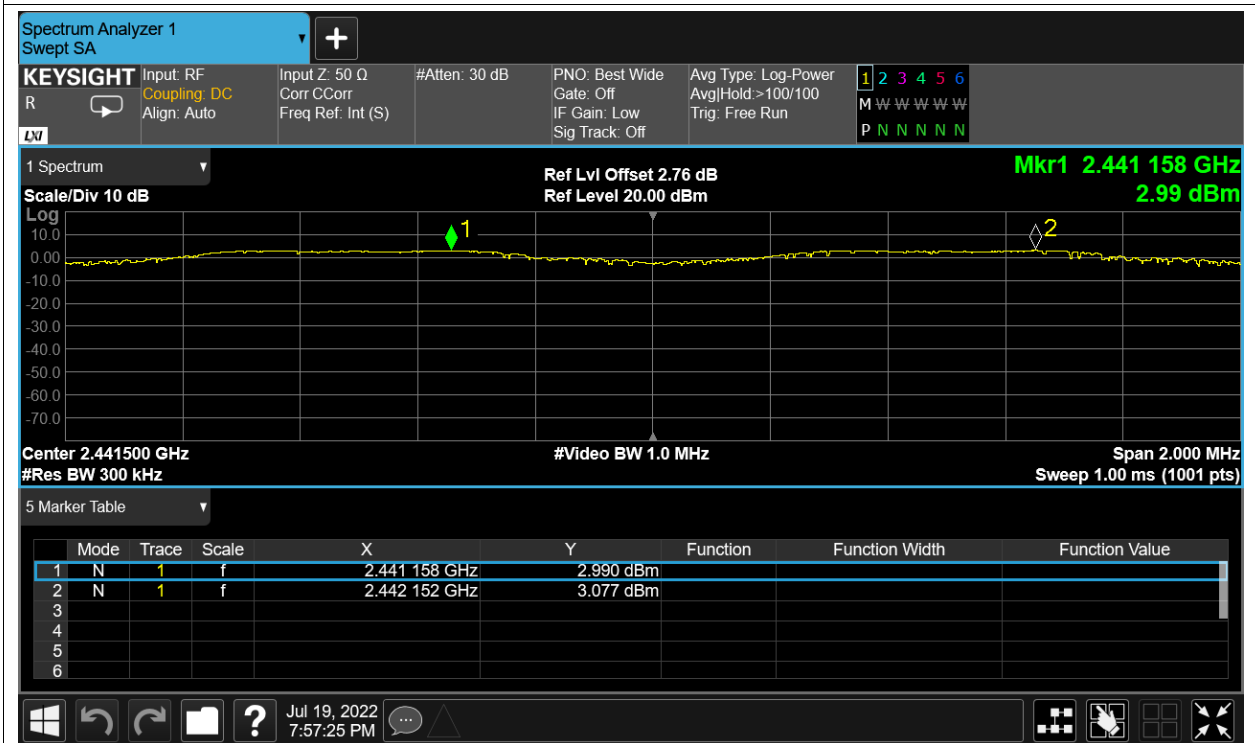 Spectrum Analyzer 1
Swept SA
KEYSIGHT
R
LXI
Input: RF
Coupling: DC
Align: Auto
Input Z: 50 Ω
Corr CCorr
Freq Ref: Int (S)
#Atten: 30 dB
PNO: Best Wide
Gate: Off
IF Gain: Low
Sig Track: Off
Avg Type: Log-Power
Avg|Hold:>100/100
Trig: Free Run
1 2 3 4 5 6
M W W W W W
P N N N N N
1 Spectrum
Scale/Div 10 dB
Ref Lvl Offset 2.76 dB
Ref Level 20.00 dBm
Mkr1 2.441 158 GHz
2.99 dBm
Log
10.0
0.00
-10.0
-20.0
-30.0
-40.0
-50.0
-60.0
-70.0
1
2
Center 2.441500 GHz
#Res BW 300 kHz
#Video BW 1.0 MHz
Span 2.000 MHz
Sweep 1.00 ms (1001 pts)
5 Marker Table
Mode Trace Scale X Y Function Function Width Function Value
1 N 1 f 2.441 158 GHz 2.990 dBm
2 N 1 f 2.442 152 GHz 3.077 dBm
3
4
5
6
?
Jul 19, 2022
7:57:25 PM